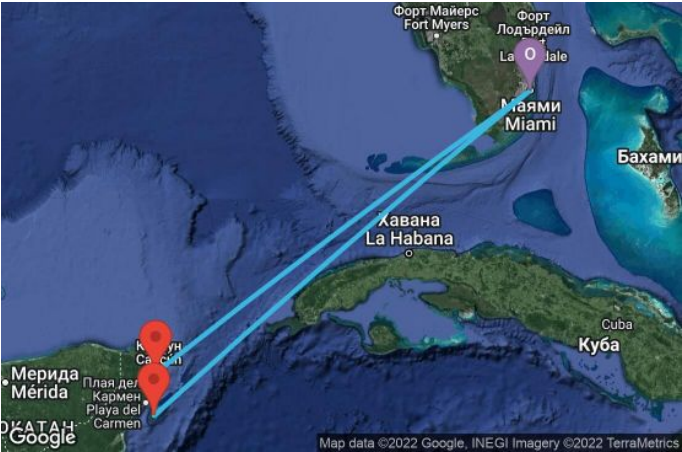 Форт Майерс
Fort Myers
Форт
Лодърдейл
O
Маями
Miami
Бахами
Хавана
La Habana
Cuba
Куба
Мерида
Mérida
Плая дел
Кармен
Playa del
Carmen
Google
Map data ©2022 Google, INEGI Imagery ©2022 TerraMetrics